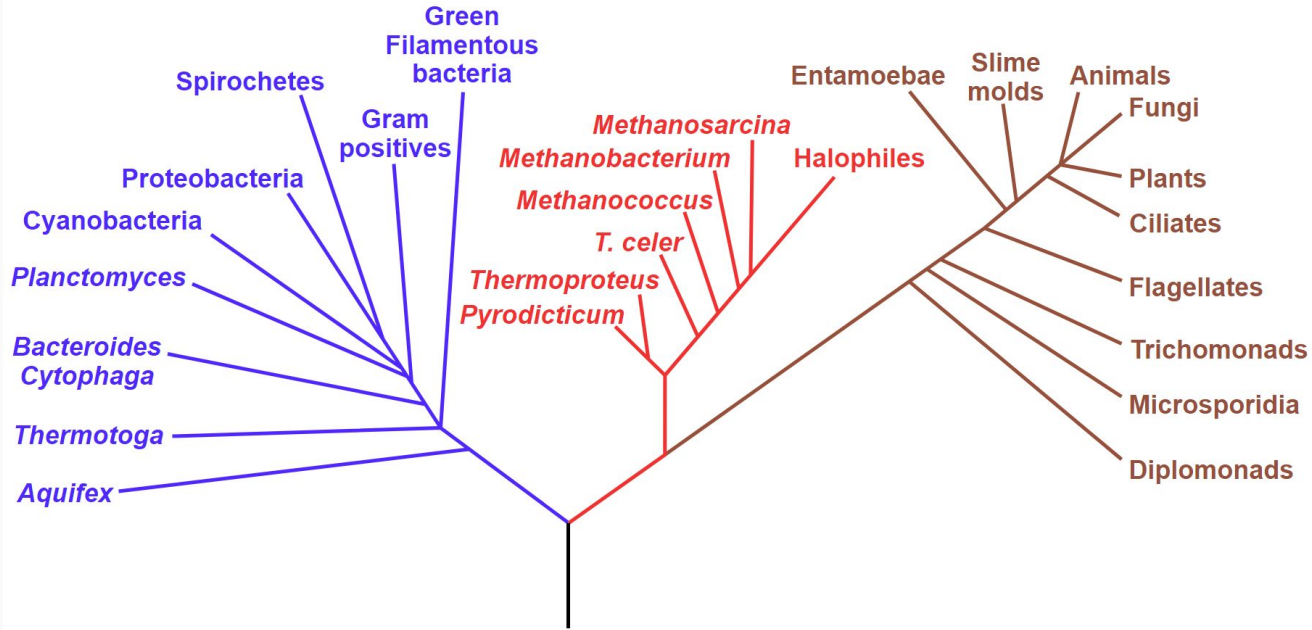 Green
Filamentous
bacteria
Spirochetes
Gram
positives
Proteobacteria
Cyanobacteria
Planctomyces
Bacteroides
Cytophaga
Thermotoga
Aquifex
Methanosarcina
Methanobacterium
Halophiles
Methanococcus
T. celer
Thermoproteus
Pyrodicticum
Entamoebae
Slime
molds
Animals
Fungi
Plants
Ciliates
Flagellates
Trichomonads
Microsporidia
Diplomonads